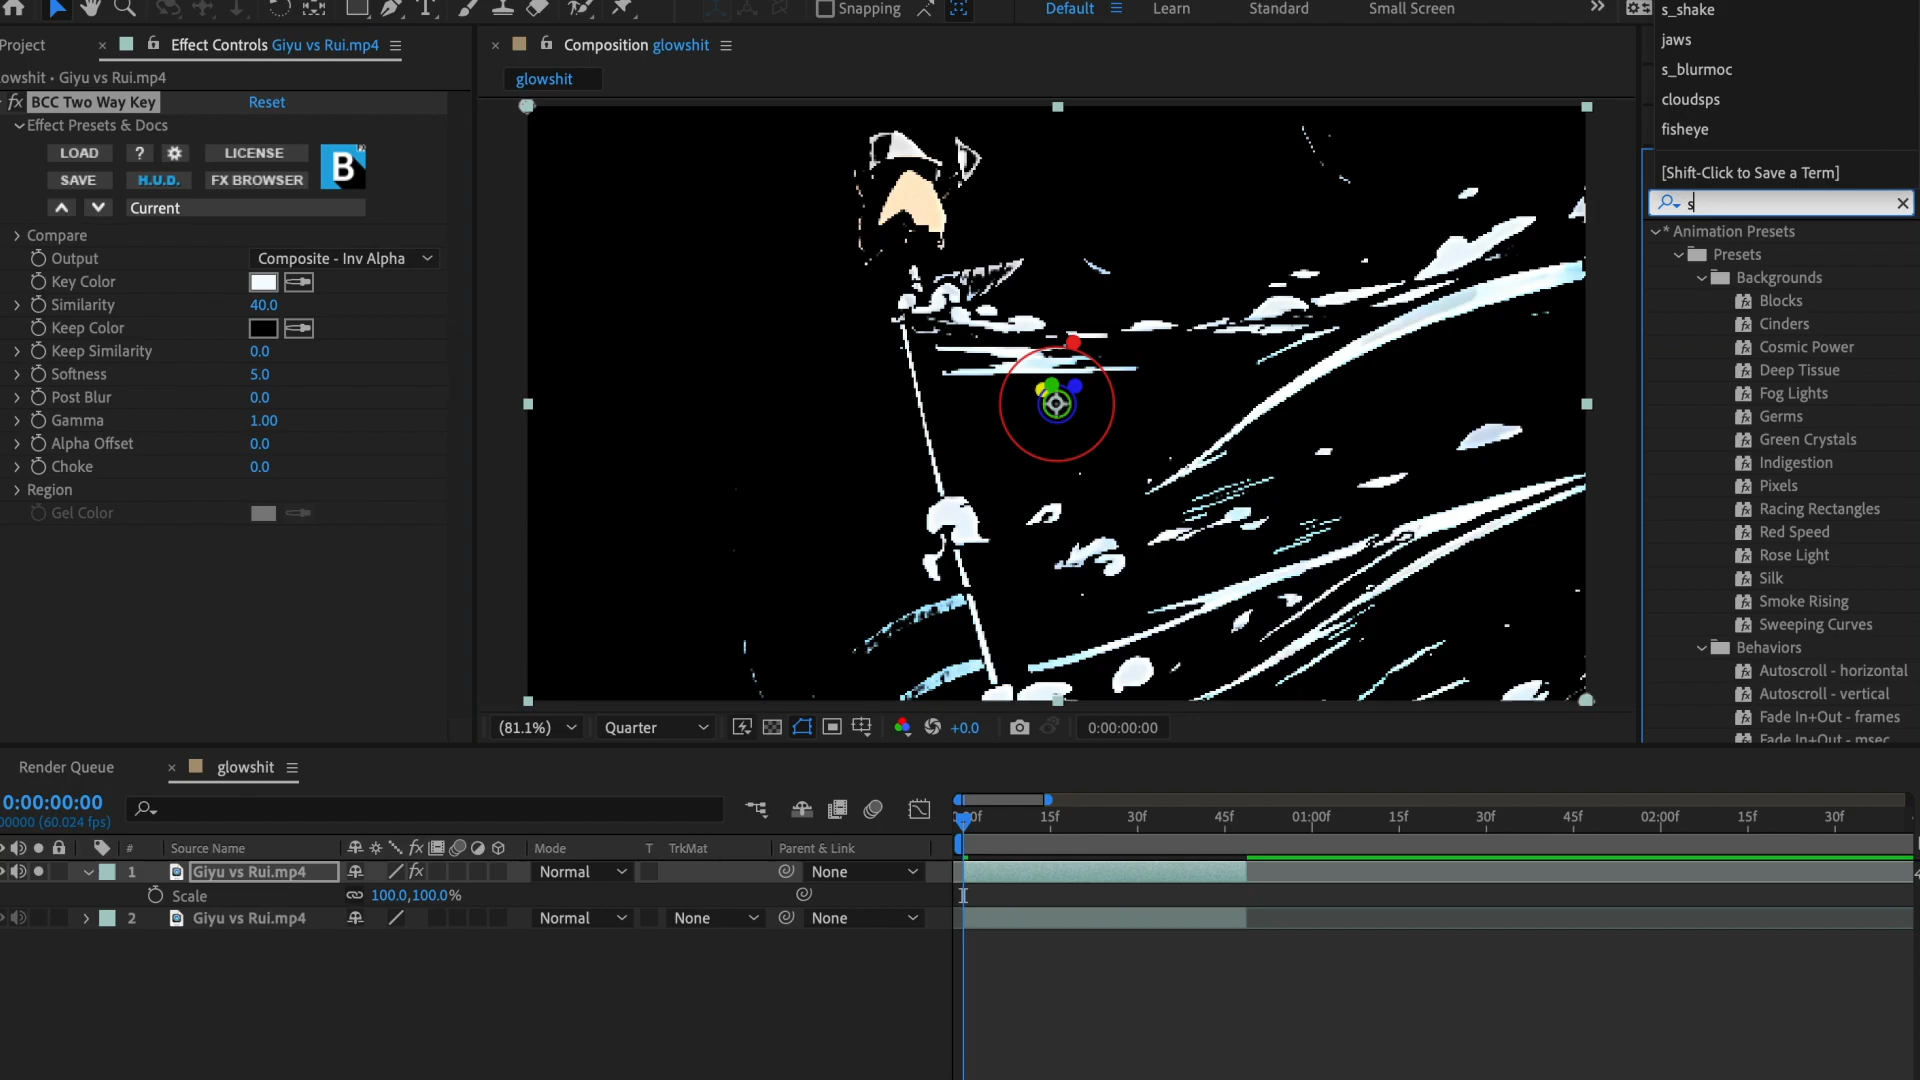 Snapping
Default
Learn
Standard
Small Screen
s_shake
jaws
s_blurmoc
cloudsps
fisheye
[Shift-Click to Save a Term]
s
Project
Effect Controls Giyu vs Rui.mp4
Composition glowshit
owshit • Giyu vs Rui.mp4
glowshit
fx BCC Two Way Key
Reset
Effect Presets & Docs
LOAD
?
LICENSE
B
SAVE
H.U.D.
FX BROWSER
Current
Compare
Output
Composite - Inv Alpha
Key Color
Similarity
40.0
Keep Color
Keep Similarity
0.0
Softness
5.0
Post Blur
0.0
Gamma
1.00
Alpha Offset
0.0
Choke
0.0
Region
Gel Color
* Animation Presets
Presets
Backgrounds
Blocks
Cinders
Cosmic Power
Deep Tissue
Fog Lights
Germs
Green Crystals
Indigestion
Pixels
Racing Rectangles
Red Speed
Rose Light
Silk
Smoke Rising
Sweeping Curves
Behaviors
Autoscroll - horizontal
Autoscroll - vertical
Fade In+Out - frames
Fade In+Out - msec
(81.1%)
Quarter
+0.0
0:00:00:00
Render Queue
glowshit
0:00:00:00
00000 (60.024 fps)
15f
30f
45f
01:00f
15f
30f
45f
02:00f
15f
30f
#
Source Name
fx
Mode
T
TrkMat
Parent & Link
1
Giyu vs Rui.mp4
fx
Normal
None
Scale
100.0,100.0%
2
Giyu vs Rui.mp4
Normal
None
None